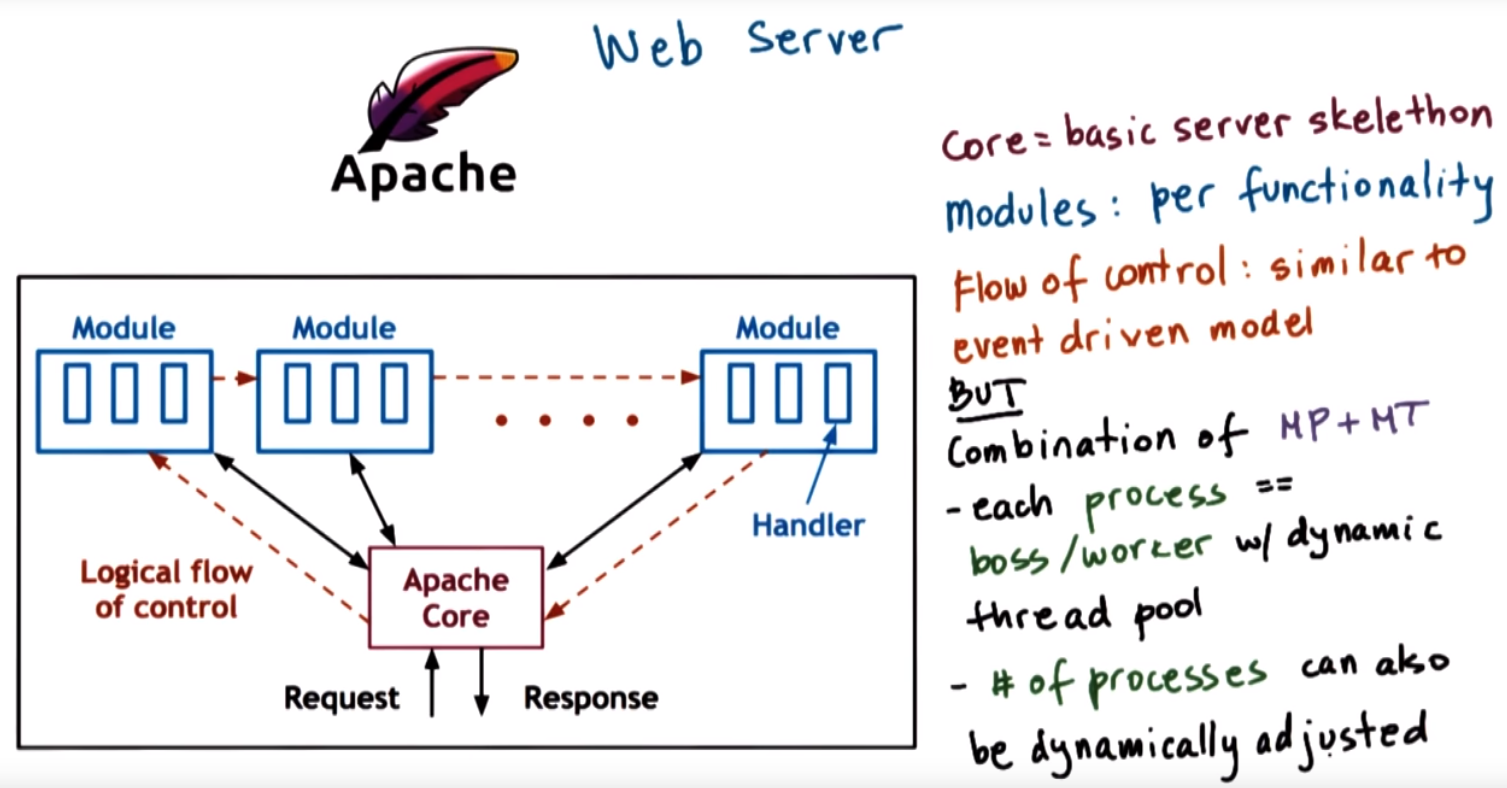 Web Server
Apache
Core = basic server skelethon
modules : per functionality
Flow of control : similar to
event driven model
BUT
Combination of MP + MT
- each process ==
boss / worker w/ dynamic
thread pool
- # of processes can also
be dynamically adjusted
Module Module Module
Handler
Logical flow
of control
Apache
Core
Request Response